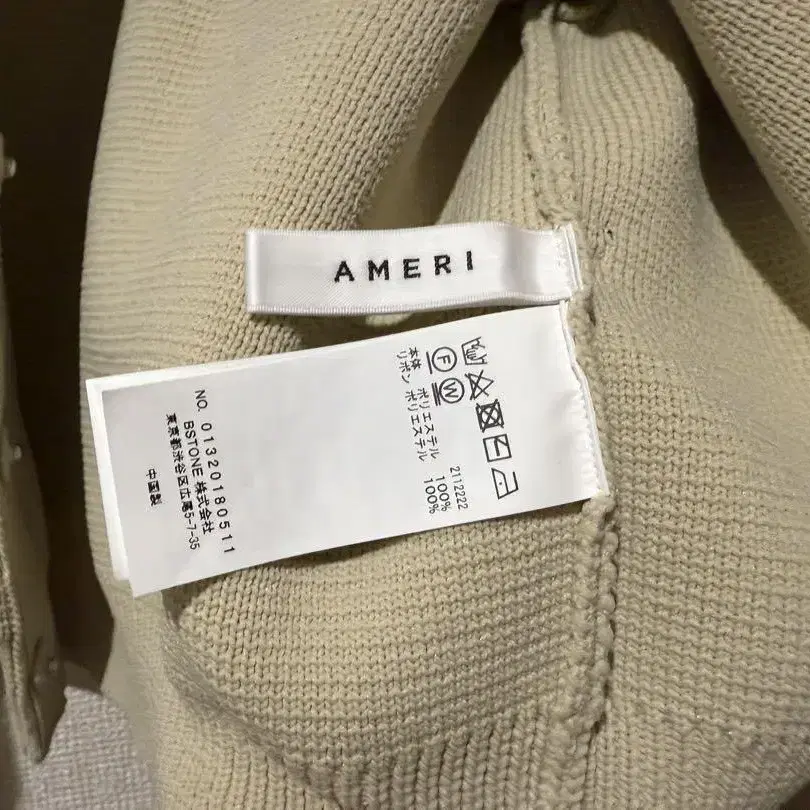 AMERI
F W
2112222
本体 ポリエステル 100%
リボン ポリエステル 100%
NO. 01320180511
BSTONE 株式会社
東京都渋谷区広尾5-7-35
中国製